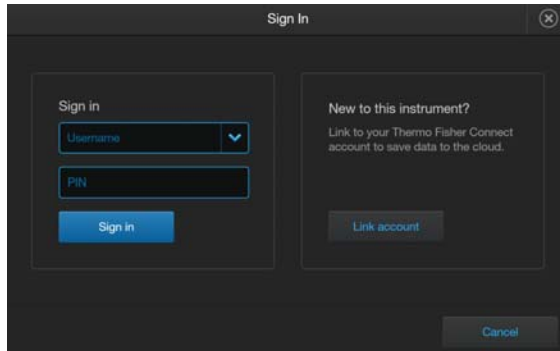 Sign In
Sign in
Username
PIN
Sign in
New to this instrument?
Link to your Thermo Fisher Connect
account to save data to the cloud.
Link account
Cancel